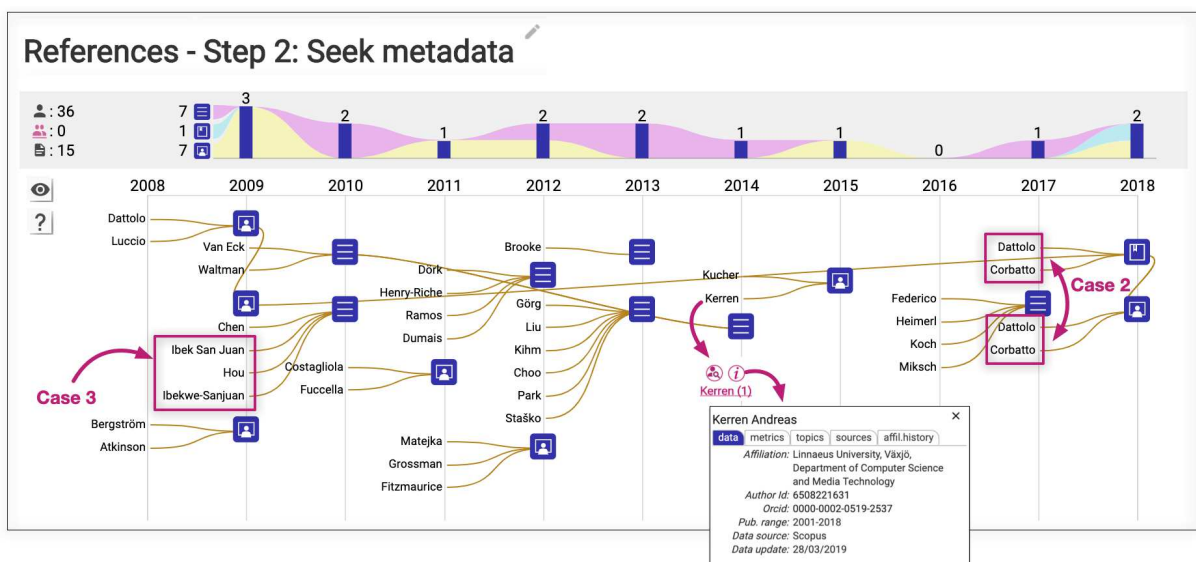 References - Step 2: Seek metadata
: 36
: 0
: 15
7
1
7
3
2
1
2
2
1
1
0
1
2
2008 2009 2010 2011 2012 2013 2014 2015 2016 2017 2018
?
Dattolo
Luccio
Van Eck
Waltman
Chen
Ibek San Juan
Hou
Ibekwe-Sanjuan
Case 3
Bergström
Atkinson
Dörk
Henry-Riche
Ramos
Dumais
Costagliola
Fuccella
Matejka
Grossman
Fitzmaurice
Brooke
Görg
Liu
Kihm
Choo
Park
Staško
Kucher
Kerren
i
Kerren (1)
Federico
Heimerl
Koch
Miksch
Dattolo
Corbatto
Case 2
Dattolo
Corbatto
Kerren Andreas ×
data metrics topics sources affil.history
Affiliation: Linnaeus University, Växjö,
Department of Computer Science
and Media Technology
Author Id: 6508221631
Orcid: 0000-0002-0519-2537
Pub. range: 2001-2018
Data source: Scopus
Data update: 28/03/2019